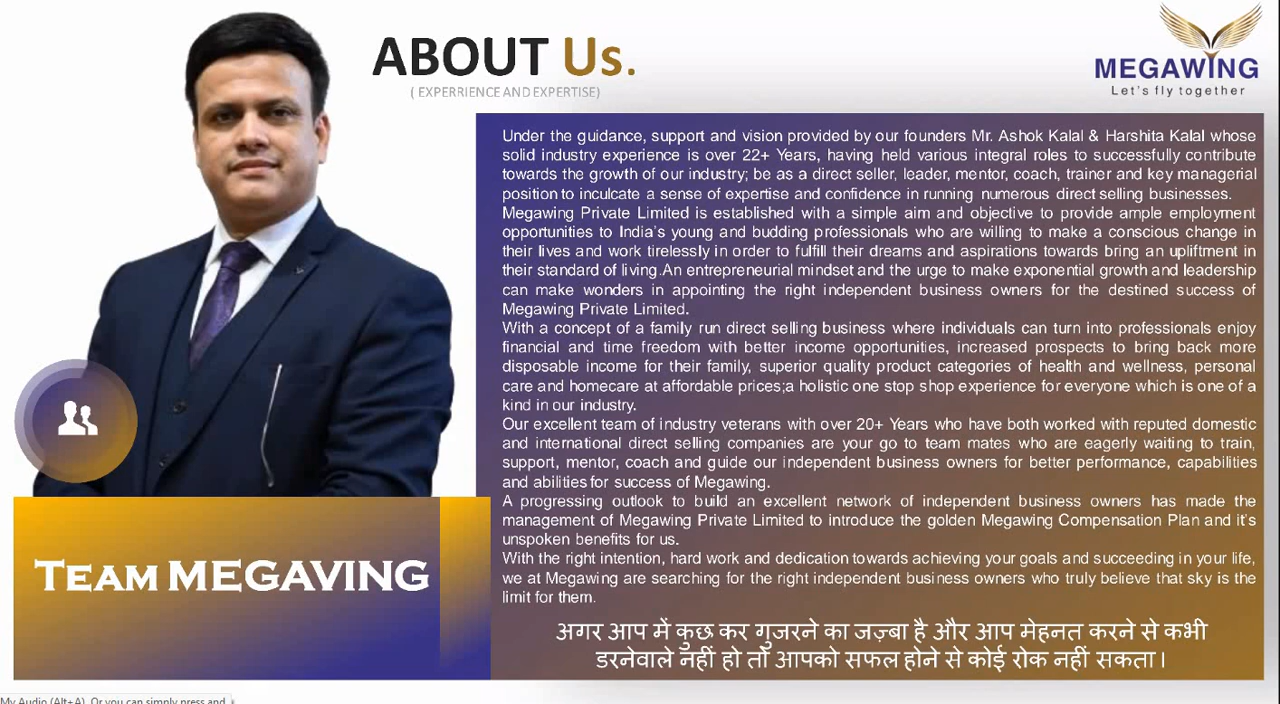 ABOUT Us.
( EXPERRIENCE AND EXPERTISE)
MEGAWING
Let's fly together
Under the guidance, support and vision provided by our founders Mr. Ashok Kalal & Harshita Kalal whose
solid industry experience is over 22+ Years, having held various integral roles to successfully contribute
towards the growth of our industry; be as a direct seller, leader, mentor, coach, trainer and key managerial
position to inculcate a sense of expertise and confidence in running numerous direct selling businesses.
Megawing Private Limited is established with a simple aim and objective to provide ample employment
opportunities to India's young and budding professionals who are willing to make a conscious change in
their lives and work tirelessly in order to fulfill their dreams and aspirations towards bring an upliftment in
their standard of living.An entrepreneurial mindset and the urge to make exponential growth and leadership
can make wonders in appointing the right independent business owners for the destined success of
Megawing Private Limited.
With a concept of a family run direct selling business where individuals can turn into professionals enjoy
financial and time freedom with better income opportunities, increased prospects to bring back more
disposable income for their family, superior quality product categories of health and wellness, personal
care and homecare at affordable prices;a holistic one stop shop experience for everyone which is one of a
kind in our industry.
Our excellent team of industry veterans with over 20+ Years who have both worked with reputed domestic
and international direct selling companies are your go to team mates who are eagerly waiting to train,
support, mentor, coach and guide our independent business owners for better performance, capabilities
and abilities for success of Megawing.
A progressing outlook to build an excellent network of independent business owners has made the
management of Megawing Private Limited to introduce the golden Megawing Compensation Plan and it's
unspoken benefits for us.
With the right intention, hard work and dedication towards achieving your goals and succeeding in your life,
we at Megawing are searching for the right independent business owners who truly believe that sky is the
limit for them.
अगर आप में कुछ कर गुजरने का जज़्बा है और आप मेहनत करने से कभी
डरनेवाले नहीं हो तो आपको सफल होने से कोई रोक नहीं सकता।
TEAM MEGAVING
My Audio (Alt+A). Or you can simply press and